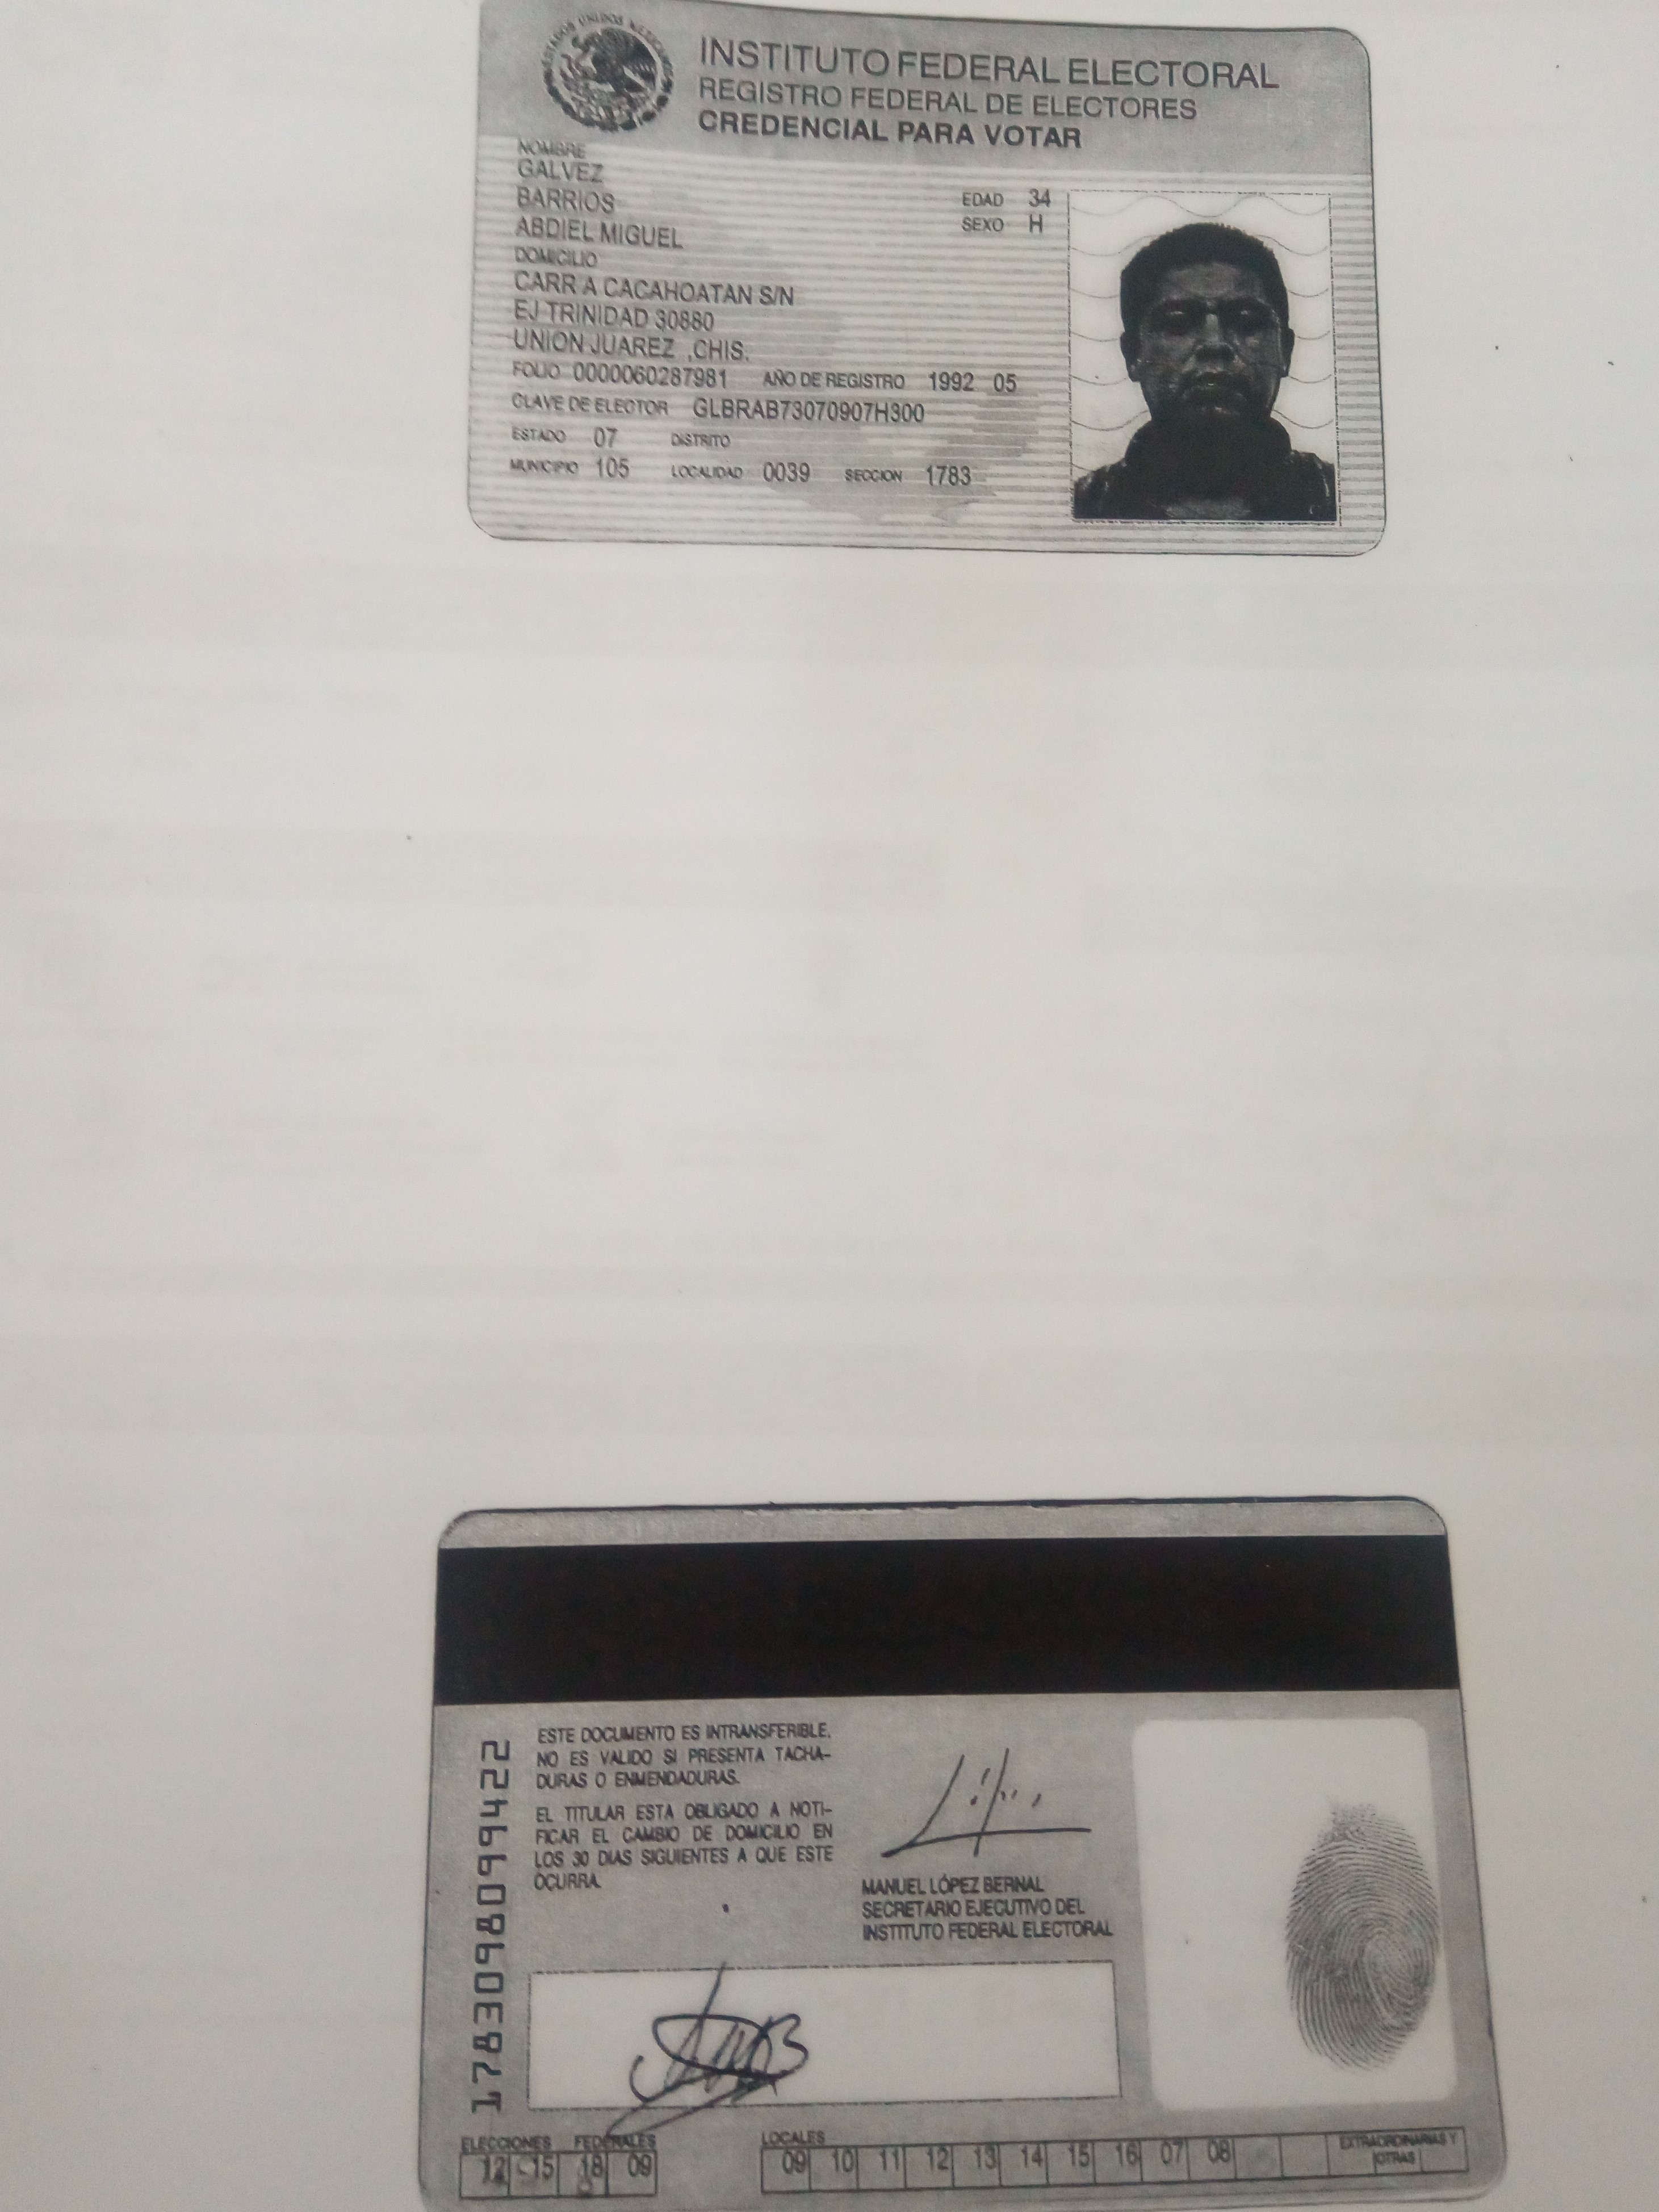 ESTADOS UNIDOS MEXICANOS
INSTITUTO FEDERAL ELECTORAL
REGISTRO FEDERAL DE ELECTORES
CREDENCIAL PARA VOTAR
NOMBRE
GALVEZ
BARRIOS
ABDIEL MIGUEL
EDAD 34
SEXO H
DOMICILIO
CARR A CACAHOATAN S/N
EJ TRINIDAD 30880
UNION JUAREZ ,CHIS.
FOLIO 0000060287981 AÑO DE REGISTRO 1992 05
CLAVE DE ELECTOR GLBRAB73070907H300
ESTADO 07 DISTRITO
MUNICIPIO 105 LOCALIDAD 0039 SECCION 1783
ESTE DOCUMENTO ES INTRANSFERIBLE.
NO ES VALIDO SI PRESENTA TACHA-
DURAS O ENMENDADURAS.
EL TITULAR ESTA OBLIGADO A NOTI-
FICAR EL CAMBIO DE DOMICILIO EN
LOS 30 DIAS SIGUIENTES A QUE ESTE
OCURRA.
MANUEL LÓPEZ BERNAL
SECRETARIO EJECUTIVO DEL
INSTITUTO FEDERAL ELECTORAL
ELECCIONES FEDERALES
12 15 18 09
LOCALES
09 10 11 12 13 14 15 16 07 08
EXTRAORDINARIAS Y
OTRAS